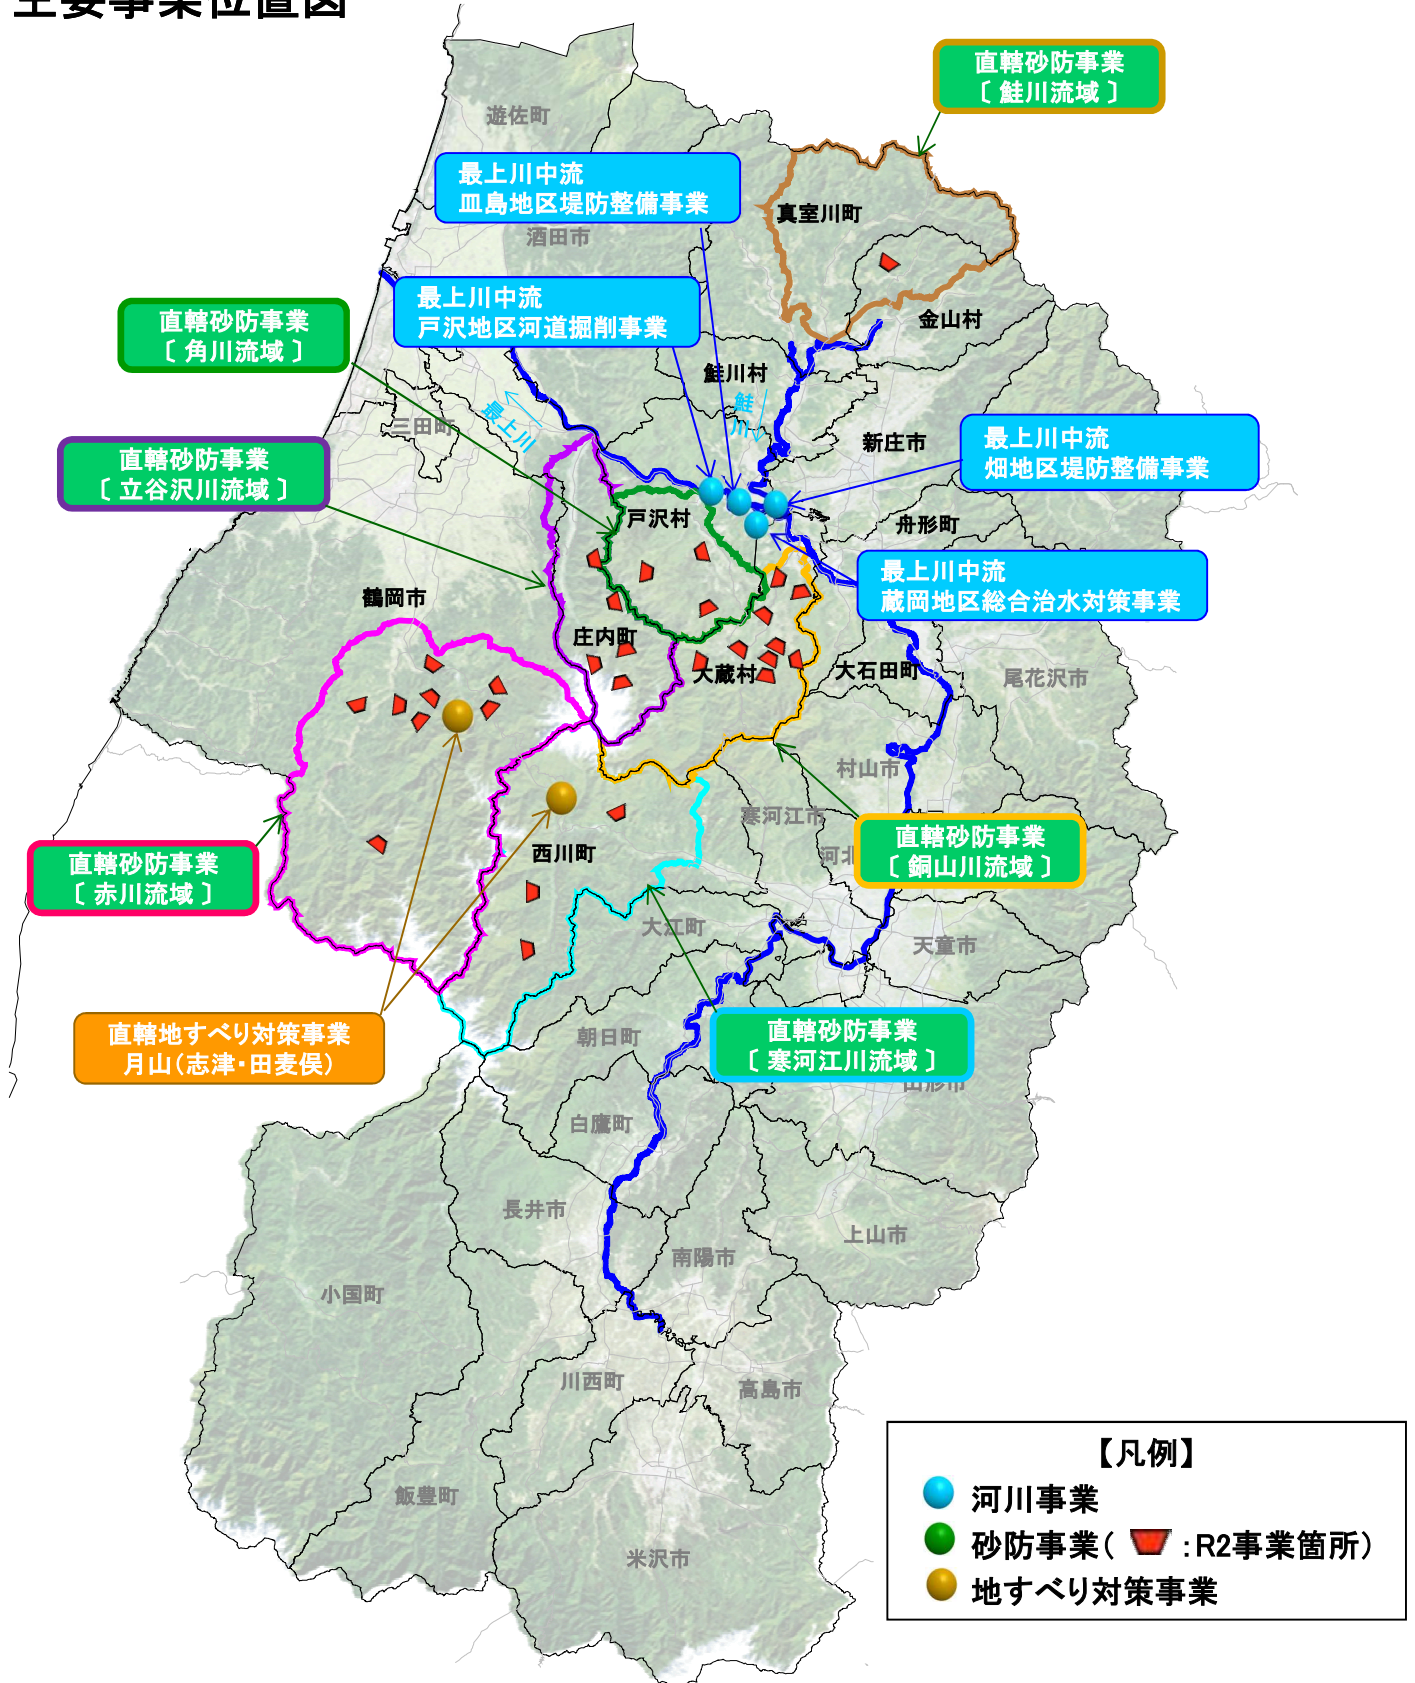 主要事業位置図
直轄砂防事業
〔 鮭川流域 〕
遊佐町
最上川中流
皿島地区堤防整備事業
真室川町
酒田市
最上川中流
戸沢地区河道掘削事業
直轄砂防事業
〔 角川流域 〕
金山村
鮭川村
鮭川
最上川
三田町
新庄市
最上川中流
畑地区堤防整備事業
直轄砂防事業
〔 立谷沢川流域 〕
戸沢村
舟形町
最上川中流
蔵岡地区総合治水対策事業
鶴岡市
庄内町
大蔵村
大石田町
尾花沢市
村山市
寒河江市
西川町
河北
直轄砂防事業
〔 銅山川流域 〕
直轄砂防事業
〔 赤川流域 〕
大江町
天童市
直轄地すべり対策事業
月山（志津・田麦俣）
朝日町
直轄砂防事業
〔 寒河江川流域 〕
山形市
白鷹町
長井市
上山市
南陽市
小国町
川西町
高島市
飯豊町
米沢市
【凡例】
河川事業
砂防事業（ ：R2事業箇所）
地すべり対策事業